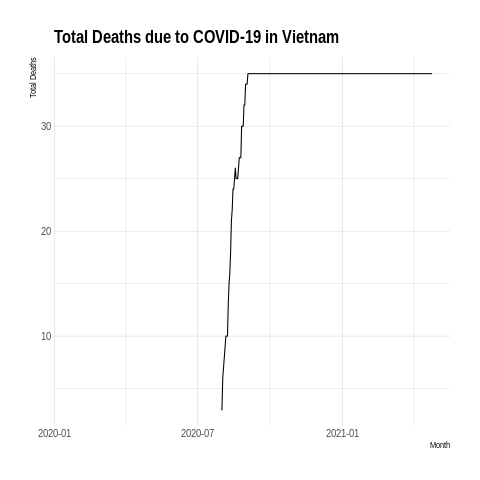 Total Deaths due to COVID-19 in Vietnam
Total Deaths
30
20
10
2020-01 2020-07 2021-01
Month